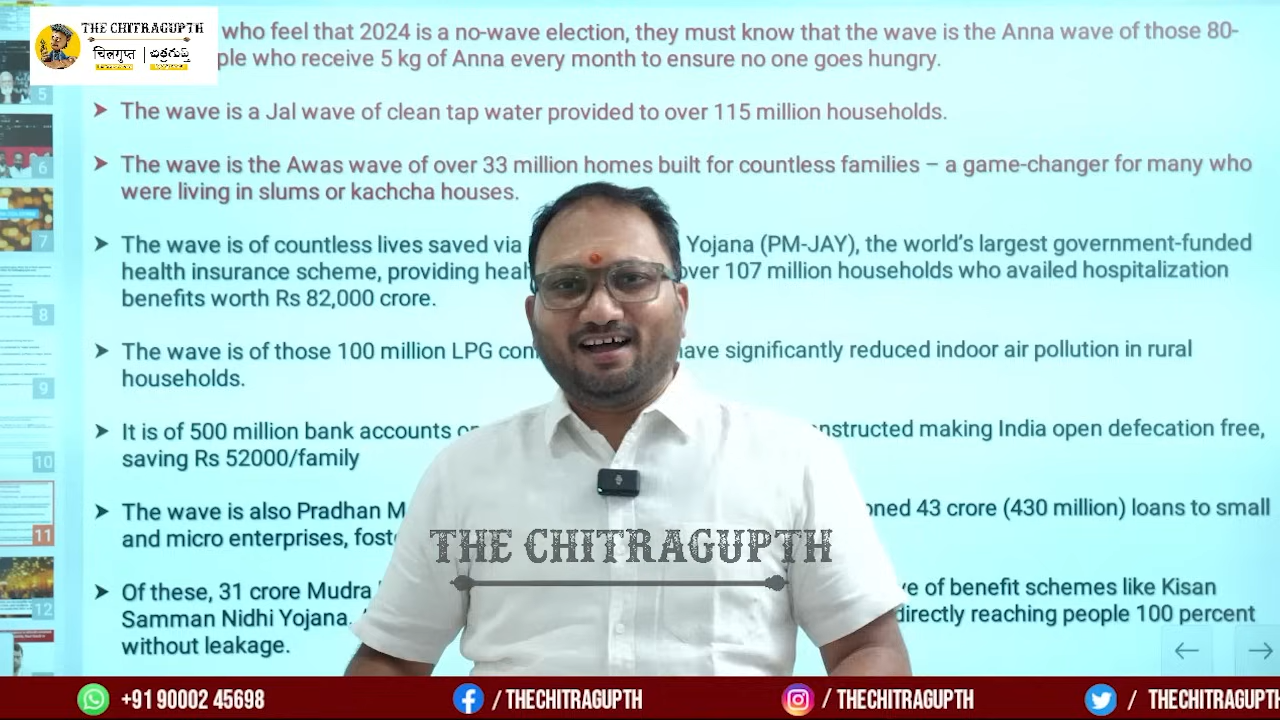 THE CHITRAGUPTH
चित्रगुप्त | చిత్రగుప్త
who feel that 2024 is a no-wave election, they must know that the wave is the Anna wave of those 80-
ple who receive 5 kg of Anna every month to ensure no one goes hungry.
5
➤ The wave is a Jal wave of clean tap water provided to over 115 million households.
6
➤ The wave is the Awas wave of over 33 million homes built for countless families – a game-changer for many who
were living in slums or kachcha houses.
7
➤ The wave is of countless lives saved via Yojana (PM-JAY), the world's largest government-funded
health insurance scheme, providing heal over 107 million households who availed hospitalization
benefits worth Rs 82,000 crore.
8
➤ The wave is of those 100 million LPG con have significantly reduced indoor air pollution in rural
households.
9
➤ It is of 500 million bank accounts op nstructed making India open defecation free,
saving Rs 52000/family
10
➤ The wave is also Pradhan M oned 43 crore (430 million) loans to small
and micro enterprises, foste
11
THE CHITRAGUPTH
➤ Of these, 31 crore Mudra ve of benefit schemes like Kisan
Samman Nidhi Yojana. directly reaching people 100 percent
without leakage.
12
+91 90002 45698
/ THECHITRAGUPTH
/ THECHITRAGUPTH
/ THECHITRAGUPTH